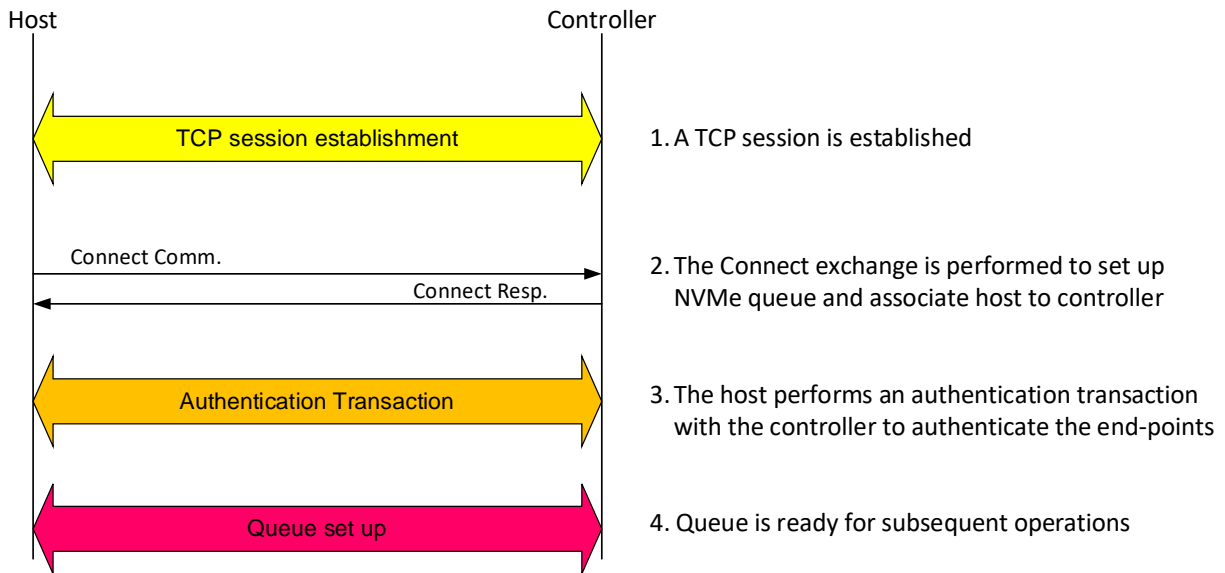 Host
Controller
TCP session establishment
1. A TCP session is established
Connect Comm.
Connect Resp.
2. The Connect exchange is performed to set up
NVMe queue and associate host to controller
Authentication Transaction
3. The host performs an authentication transaction
with the controller to authenticate the end-points
Queue set up
4. Queue is ready for subsequent operations